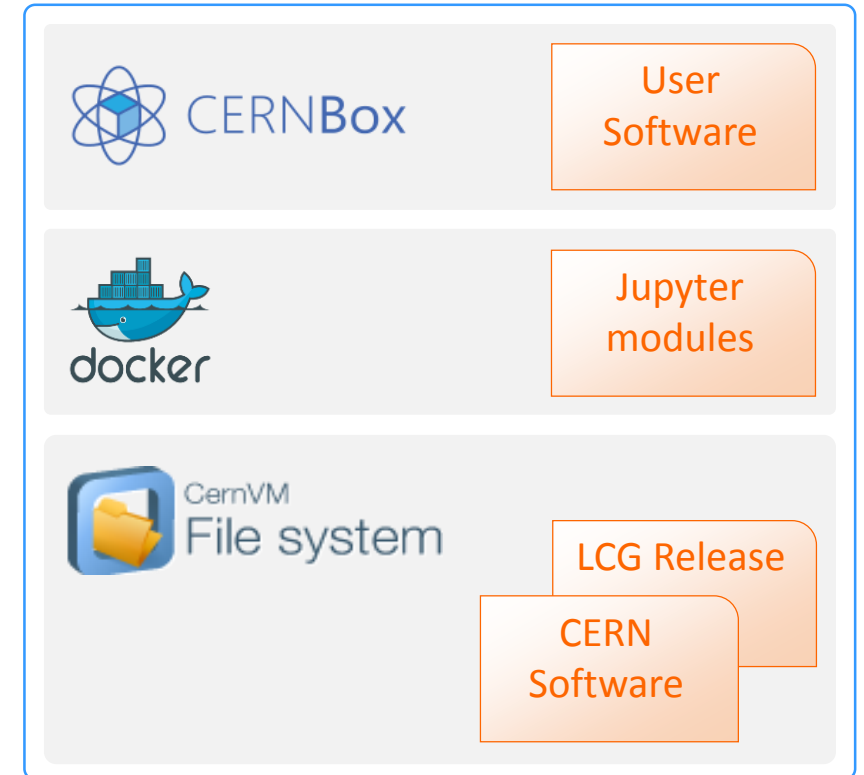 CERNBox
User
Software
docker
Jupyter
modules
CernVM
File system
LCG Release
CERN
Software